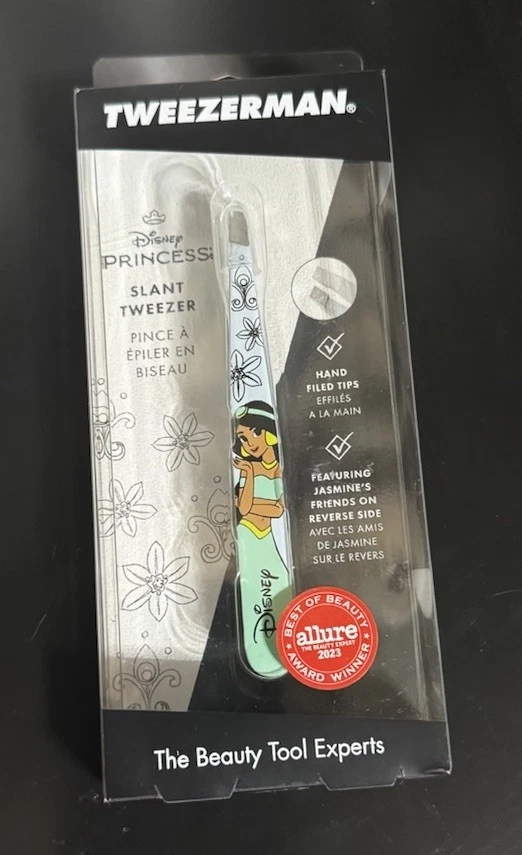 TWEEZERMAN®
Disney
PRINCESS
SLANT
TWEEZER
PINCE À
ÉPILER EN
BISEAU
HAND
FILED TIPS
EFFILÉS
A LA MAIN
FEATURING
JASMINE'S
FRIENDS ON
REVERSE SIDE
AVEC LES AMIS
DE JASMINE
SUR LE REVERS
Disney
BEST OF BEAUTY
allure
THE BEAUTY EXPERT
2023
AWARD WINNER
The Beauty Tool Experts